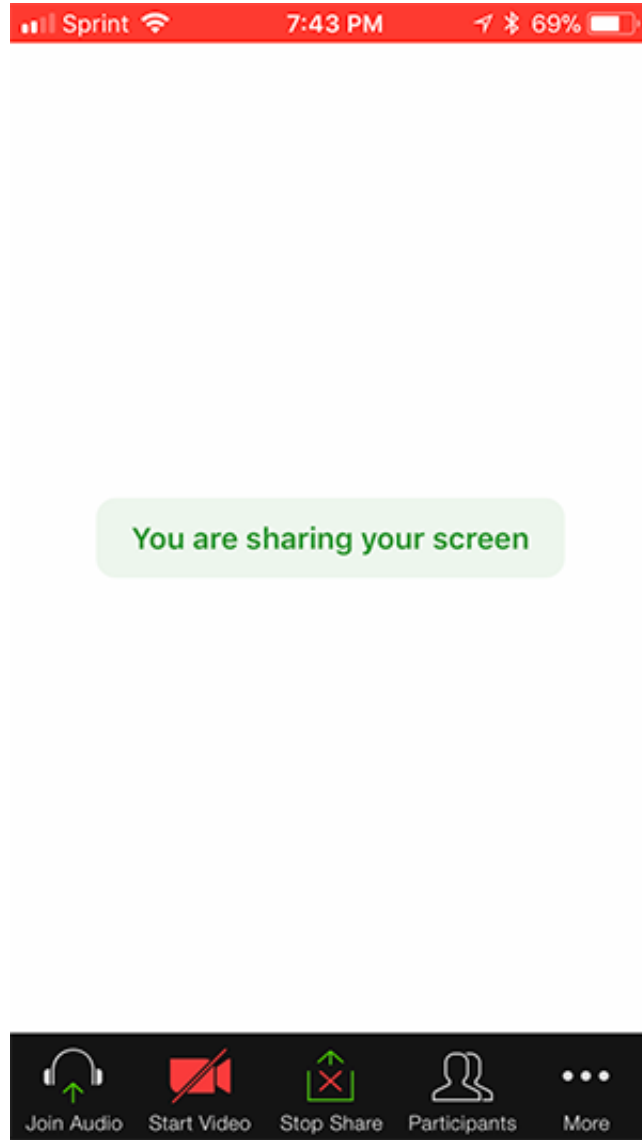 Sprint 7:43 PM 69%
You are sharing your screen
Join Audio Start Video Stop Share Participants More